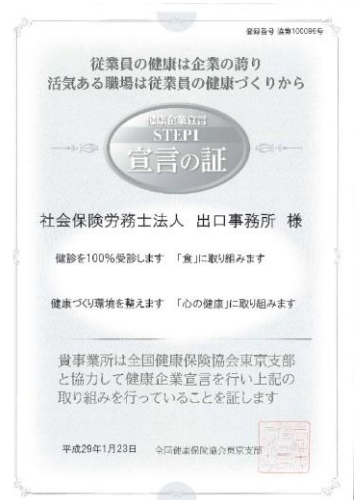 登録番号 協東100096号
従業員の健康は企業の誇り
活気ある職場は従業員の健康づくりから
健康企業宣言
STEP1
宣言の証
社会保険労務士法人 出口事務所 様
健診を100%受診します 「食」に取り組みます
健康づくり環境を整えます 「心の健康」に取り組みます
貴事業所は全国健康保険協会東京支部
と協力して健康企業宣言を行い上記の
取り組みを行っていることを証します
平成29年1月23日 全国健康保険協会東京支部